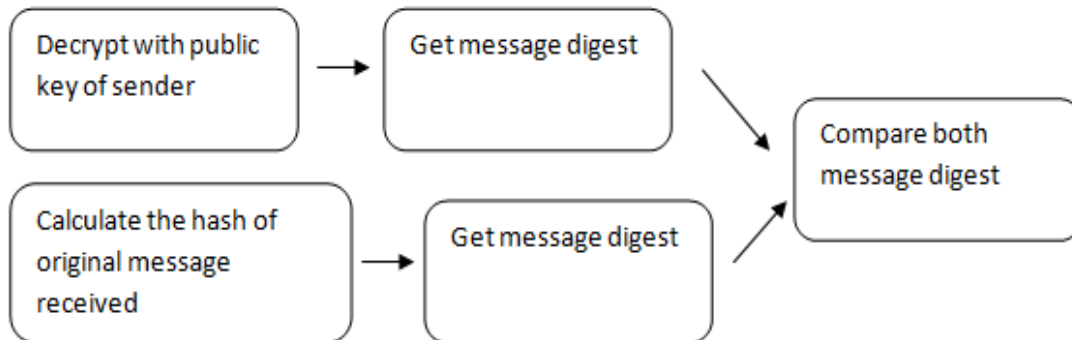 Decrypt with public
key of sender
Get message digest
Compare both
message digest
Calculate the hash of
original message
received
Get message digest